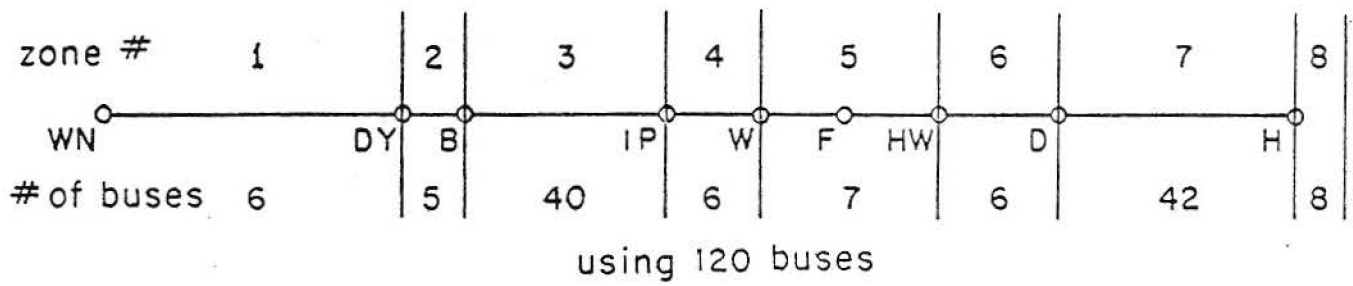 zone # 1 2 3 4 5 6 7 8
WN DY B IP W F HW D H
# of buses 6 5 40 6 7 6 42 8
using 120 buses